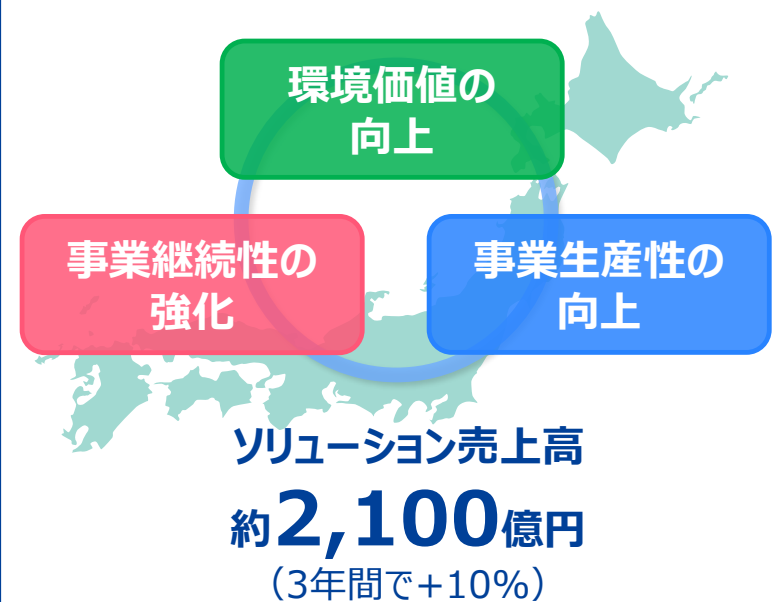 環境価値の
向上
事業継続性の
強化
事業生産性の
向上
ソリューション売上高
約2,100億円
（3年間で+10%）